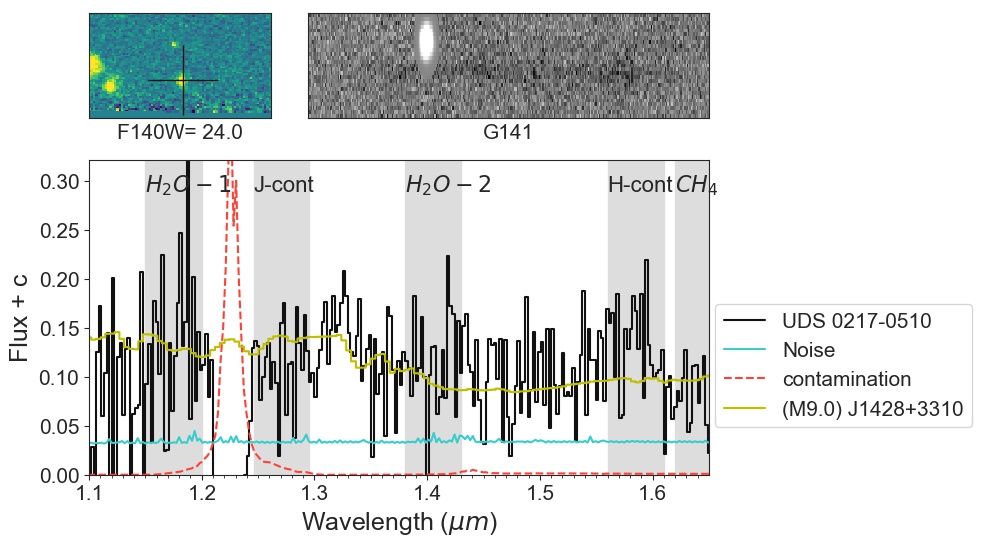 F140W= 24.0
G141
H₂O − 1
J-cont
H₂O − 2
H-cont
CH₄
0.30
0.25
0.20
0.15
0.10
0.05
0.00
Flux + c
1.1
1.2
1.3
1.4
1.5
1.6
Wavelength (μm)
UDS 0217-0510
Noise
contamination
(M9.0) J1428+3310